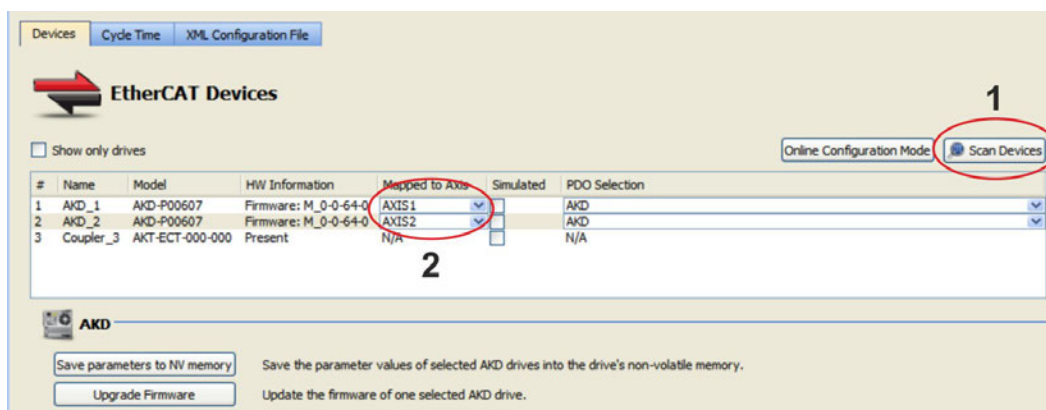 Devices Cycle Time XML Configuration File
EtherCAT Devices
1
Show only drives Online Configuration Mode Scan Devices
# Name Model HW Information Mapped to Axis Simulated PDO Selection
1 AKD_1 AKD-P00607 Firmware: M_0-0-64-0 AXIS1 AKD
2 AKD_2 AKD-P00607 Firmware: M_0-0-64-0 AXIS2 AKD
3 Coupler_3 AKT-ECT-000-000 Present N/A N/A
2
AKD
Save parameters to NV memory Save the parameter values of selected AKD drives into the drive's non-volatile memory.
Upgrade Firmware Update the firmware of one selected AKD drive.